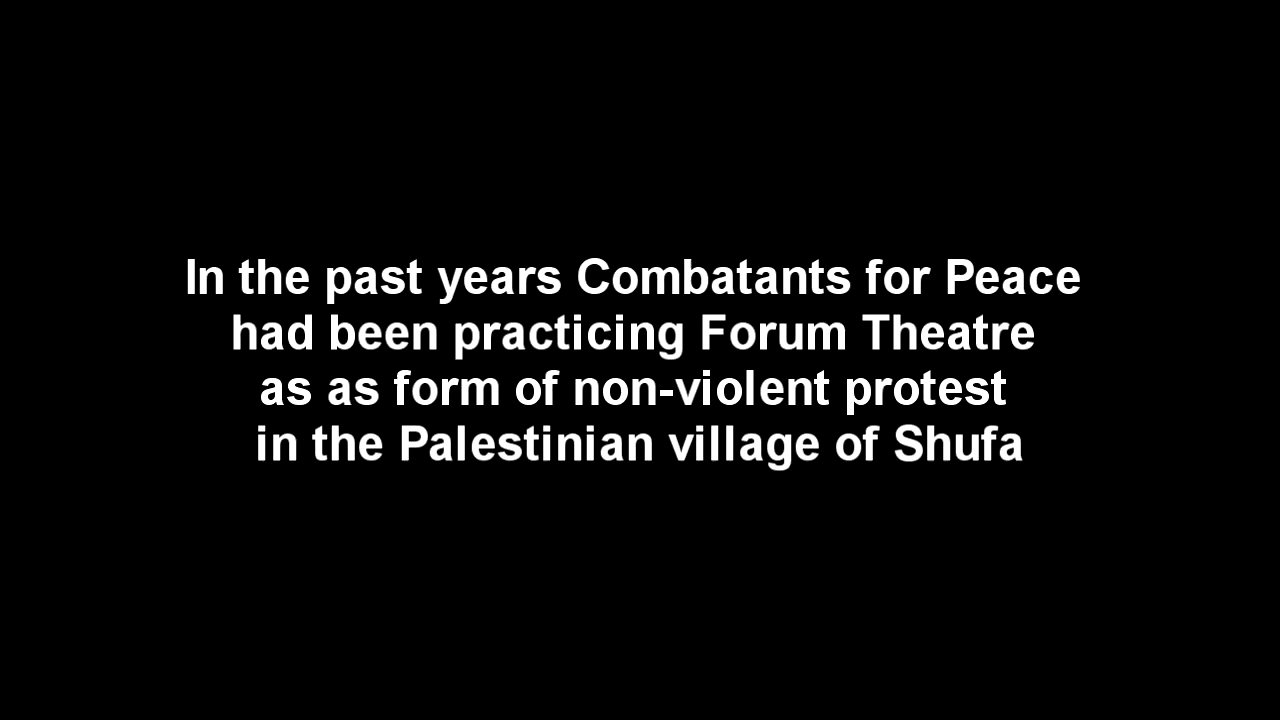 In the past years Combatants for Peace
had been practicing Forum Theatre
as as form of non-violent protest
in the Palestinian village of Shufa